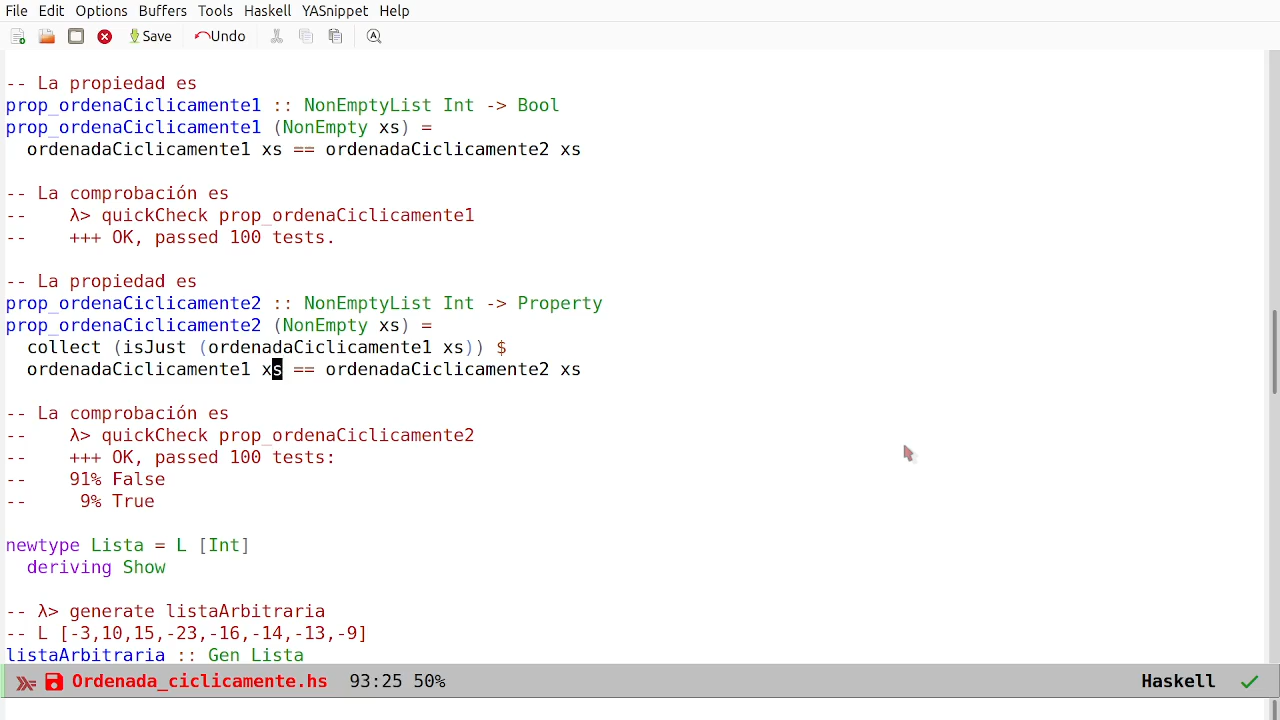 File Edit Options Buffers Tools Haskell YASnippet Help
Save Undo
-- La propiedad es
prop_ordenaCiclicamente1 :: NonEmptyList Int -> Bool
prop_ordenaCiclicamente1 (NonEmpty xs) =
  ordenadaCiclicamente1 xs == ordenadaCiclicamente2 xs
-- La comprobación es
--    λ> quickCheck prop_ordenaCiclicamente1
--    +++ OK, passed 100 tests.
-- La propiedad es
prop_ordenaCiclicamente2 :: NonEmptyList Int -> Property
prop_ordenaCiclicamente2 (NonEmpty xs) =
  collect (isJust (ordenadaCiclicamente1 xs)) $
  ordenadaCiclicamente1 xs == ordenadaCiclicamente2 xs
-- La comprobación es
--    λ> quickCheck prop_ordenaCiclicamente2
--    +++ OK, passed 100 tests:
--    91% False
--     9% True
newtype Lista = L [Int]
  deriving Show
-- λ> generate listaArbitraria
-- L [-3,10,15,-23,-16,-14,-13,-9]
listaArbitraria :: Gen Lista
Ordenada_ciclicamente.hs 93:25 50% Haskell